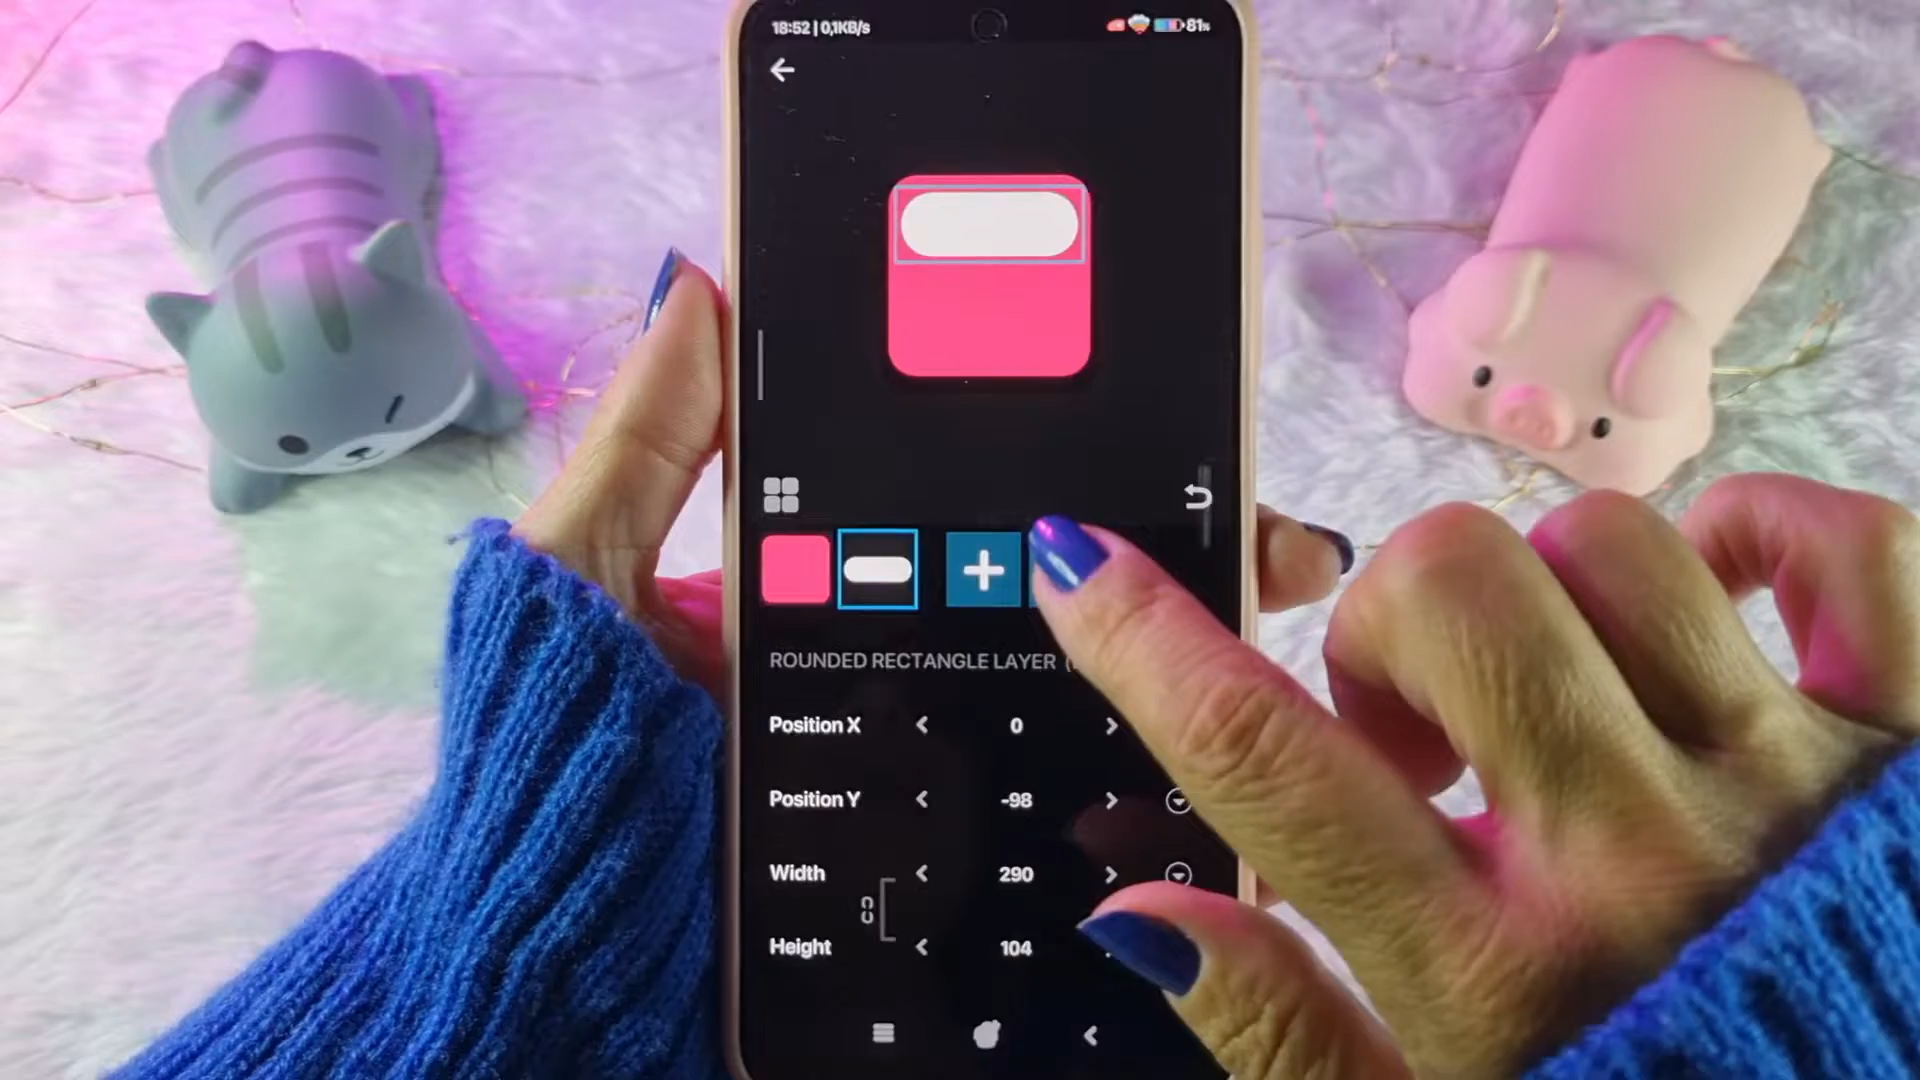 18:52 | 0,1KB/s
81%
ROUNDED RECTANGLE LAYER
Position X
0
Position Y
-98
Width
290
Height
104